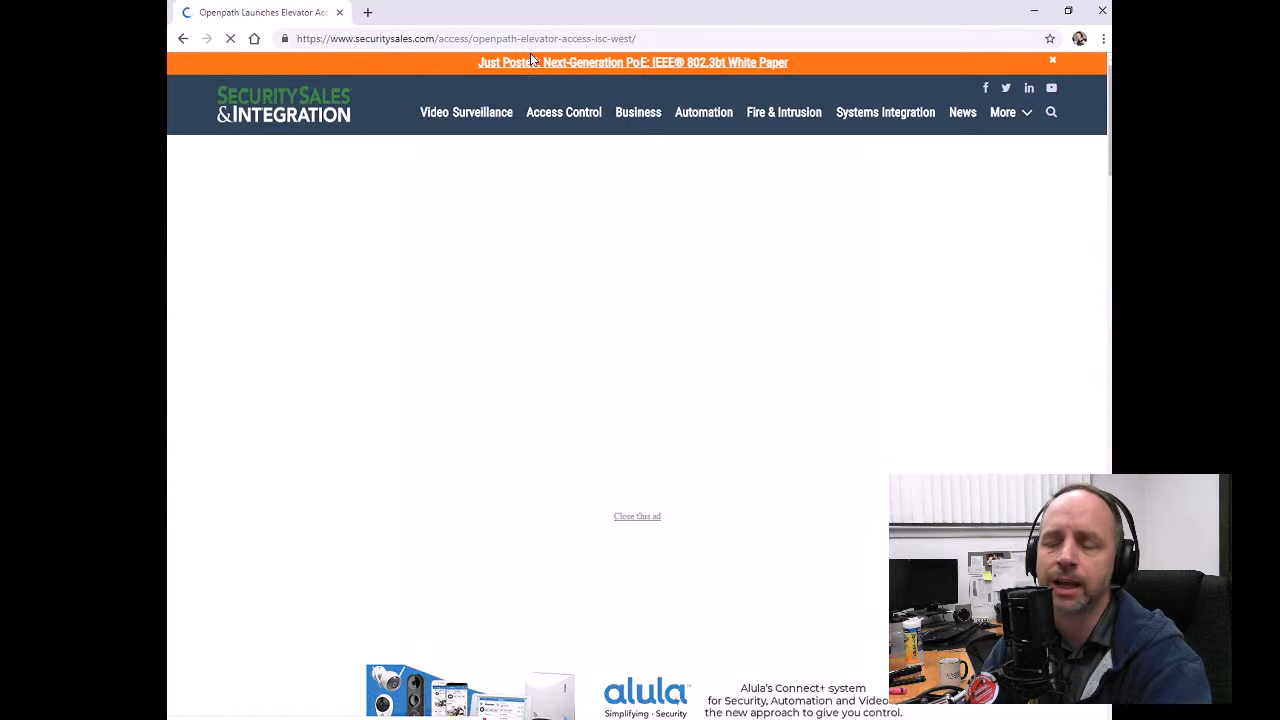 Openpath Launches Elevator Acc
https://www.securitysales.com/access/openpath-elevator-access-isc-west/
Just Posted: Next-Generation PoE: IEEE® 802.3bt White Paper
SECURITY SALES
&INTEGRATION
Video Surveillance Access Control Business Automation Fire & Intrusion Systems Integration News More
Close this ad
alula
Simplifying · Security
Alula's Connect+ system
for Security, Automation and Video
the new approach to give you control.